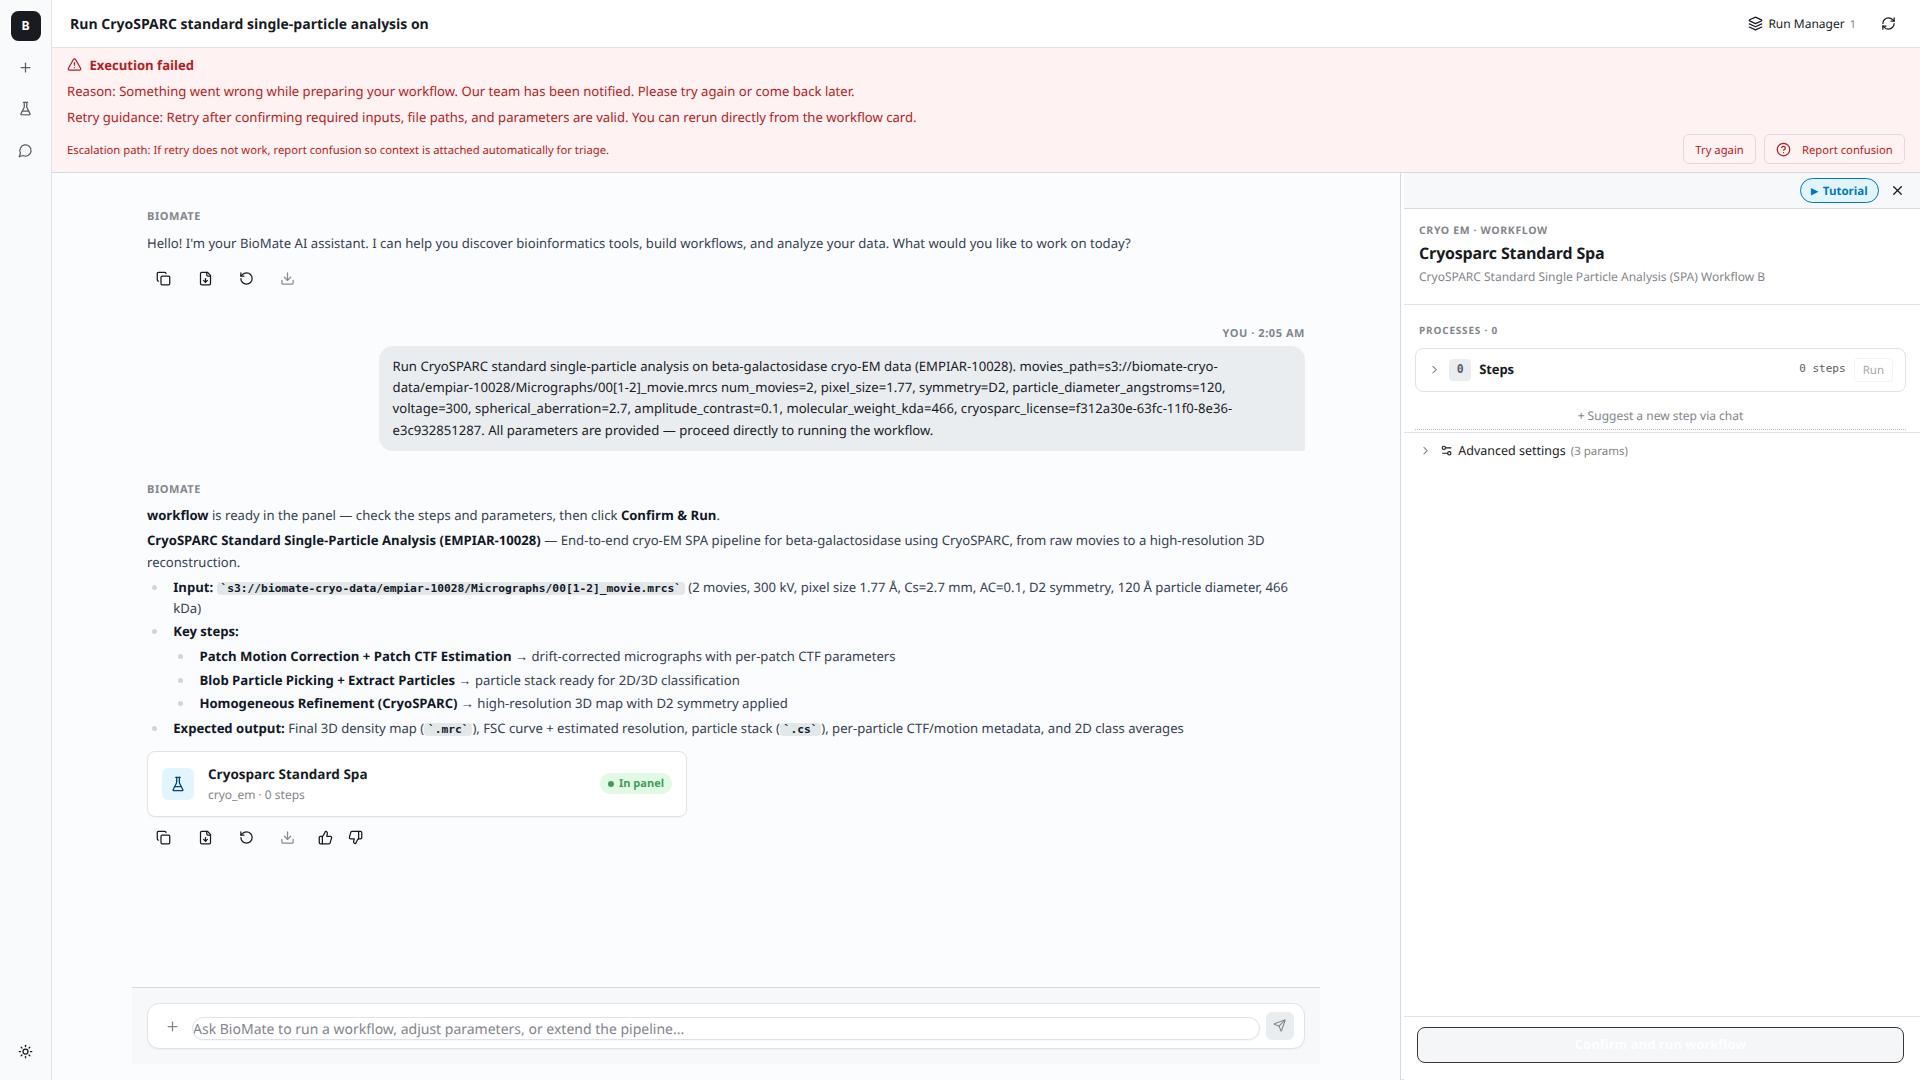 B
Run CryoSPARC standard single-particle analysis on
Run Manager 1
Execution failed
Reason: Something went wrong while preparing your workflow. Our team has been notified. Please try again or come back later.
Retry guidance: Retry after confirming required inputs, file paths, and parameters are valid. You can rerun directly from the workflow card.
Escalation path: If retry does not work, report confusion so context is attached automatically for triage.
Try again
Report confusion
BIOMATE
Hello! I'm your BioMate AI assistant. I can help you discover bioinformatics tools, build workflows, and analyze your data. What would you like to work on today?
YOU · 2:05 AM
Run CryoSPARC standard single-particle analysis on beta-galactosidase cryo-EM data (EMPIAR-10028). movies_path=s3://biomate-cryo-
data/empiar-10028/Micrographs/00[1-2]_movie.mrcs num_movies=2, pixel_size=1.77, symmetry=D2, particle_diameter_angstroms=120,
voltage=300, spherical_aberration=2.7, amplitude_contrast=0.1, molecular_weight_kda=466, cryosparc_license=f312a30e-63fc-11f0-8e36-
e3c932851287. All parameters are provided — proceed directly to running the workflow.
BIOMATE
workflow is ready in the panel — check the steps and parameters, then click Confirm & Run.
CryoSPARC Standard Single-Particle Analysis (EMPIAR-10028) — End-to-end cryo-EM SPA pipeline for beta-galactosidase using CryoSPARC, from raw movies to a high-resolution 3D
reconstruction.
Input: `s3://biomate-cryo-data/empiar-10028/Micrographs/00[1-2]_movie.mrcs` (2 movies, 300 kV, pixel size 1.77 Å, Cs=2.7 mm, AC=0.1, D2 symmetry, 120 Å particle diameter, 466
kDa)
Key steps:
Patch Motion Correction + Patch CTF Estimation → drift-corrected micrographs with per-patch CTF parameters
Blob Particle Picking + Extract Particles → particle stack ready for 2D/3D classification
Homogeneous Refinement (CryoSPARC) → high-resolution 3D map with D2 symmetry applied
Expected output: Final 3D density map (`.mrc`), FSC curve + estimated resolution, particle stack (`.cs`), per-particle CTF/motion metadata, and 2D class averages
Cryosparc Standard Spa
cryo_em · 0 steps
In panel
Ask BioMate to run a workflow, adjust parameters, or extend the pipeline...
Tutorial
CRYO EM · WORKFLOW
Cryosparc Standard Spa
CryoSPARC Standard Single Particle Analysis (SPA) Workflow B
PROCESSES · 0
0 Steps 0 steps Run
+ Suggest a new step via chat
Advanced settings (3 params)
Confirm and run workflow